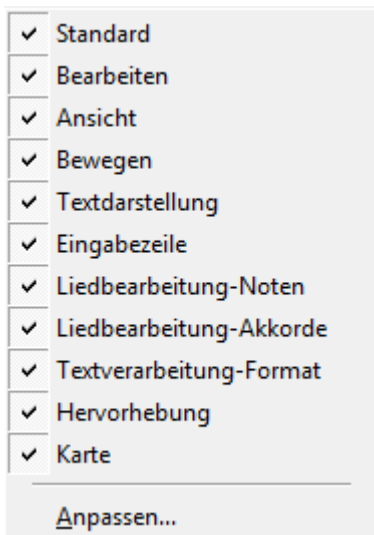 Standard
Bearbeiten
Ansicht
Bewegen
Textdarstellung
Eingabezeile
Liedbearbeitung-Noten
Liedbearbeitung-Akkorde
Textverarbeitung-Format
Hervorhebung
Karte
Anpassen...